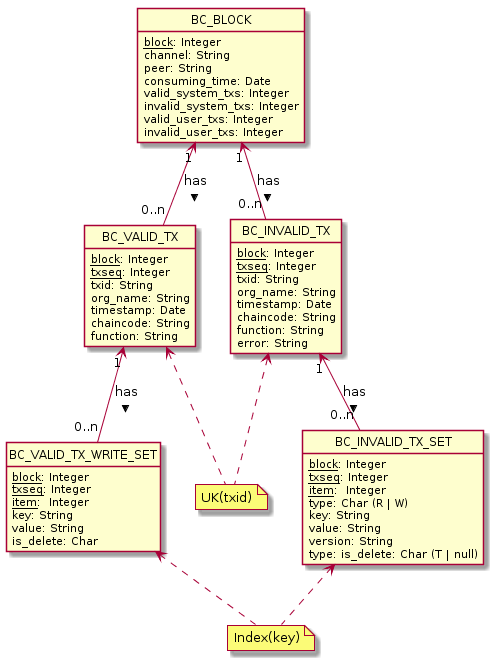 BC_BLOCK
block: Integer
channel: String
peer: String
consuming_time: Date
valid_system_txs: Integer
invalid_system_txs: Integer
valid_user_txs: Integer
invalid_user_txs: Integer
1
1
has
has
0..n
0..n
BC_VALID_TX
block: Integer
txseq: Integer
txid: String
org_name: String
timestamp: Date
chaincode: String
function: String
BC_INVALID_TX
block: Integer
txseq: Integer
txid: String
org_name: String
timestamp: Date
chaincode: String
function: String
error: String
1
1
has
has
0..n
0..n
BC_VALID_TX_WRITE_SET
block: Integer
txseq: Integer
item: Integer
key: String
value: String
is_delete: Char
UK(txid)
BC_INVALID_TX_SET
block: Integer
txseq: Integer
item: Integer
type: Char (R | W)
key: String
value: String
version: String
type: is_delete: Char (T | null)
Index(key)